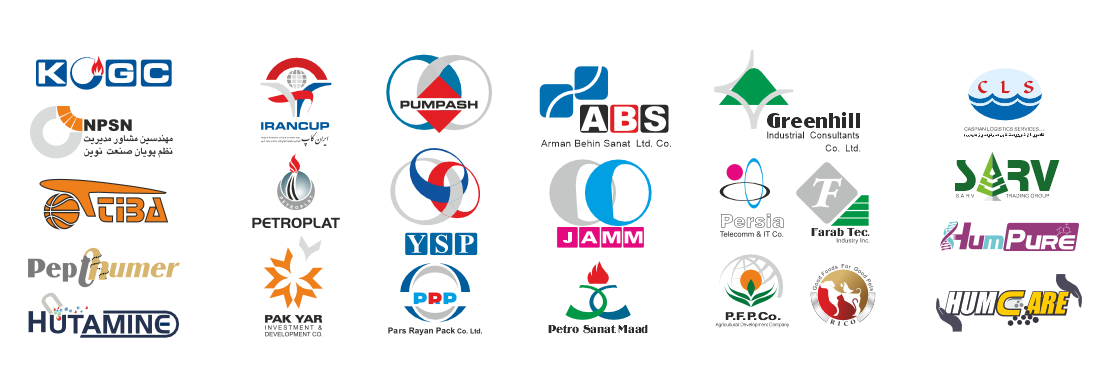 KOGC
NPSN
مهندسین مشاور مدیریت
نظم پویان صنعت نوین
TIBA
Pepthumer
HUTAMINE
IRANCUP
ایران کاپ
PETROPLAT
PAK YAR
INVESTMENT &
DEVELOPMENT CO.
PUMPASH
YSP
PRP
Pars Rayan Pack Co. Ltd.
ABS
Arman Behin Sanat Ltd. Co.
JAMM
Petro Sanat Maad
Greenhill
Industrial Consultants
Co. Ltd.
Persia
Telecomm & IT Co.
F
Farab Tec.
Industry Inc.
P.F.P.Co.
Agricultural Development Company
Good Foods For Good Pets
RICO
CLS
CASPIAN LOGISTICS SERVICES
SARV
SARV TRADING GROUP
HUMPURE
HUMCARE